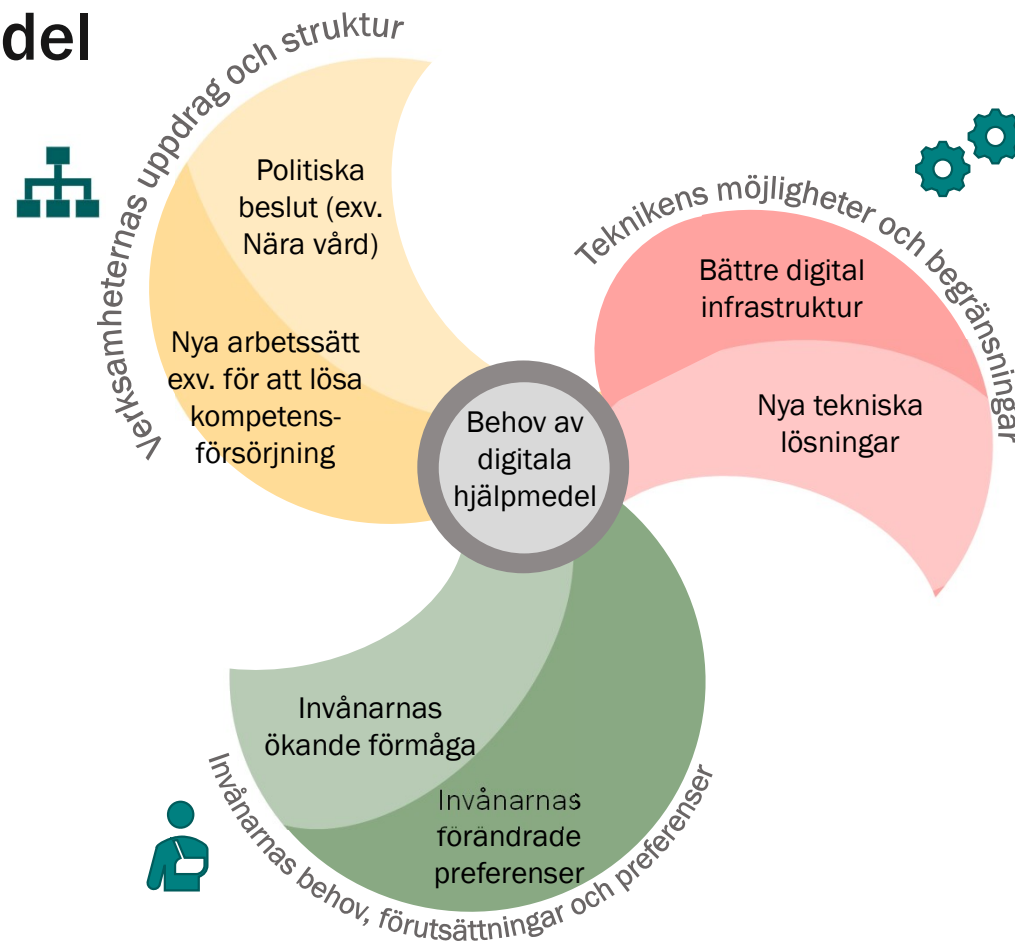 del
Verksamheternas uppdrag och struktur
Politiska
beslut (exv.
Nära vård)
Nya arbetssätt
exv. för att lösa
kompetens-
försörjning
Teknikens möjligheter och begränsningar
Bättre digital
infrastruktur
Nya tekniska
lösningar
Behov av
digitala
hjälpmedel
Invånarnas
ökande förmåga
Invånarnas
förändrade
preferenser
Invånarnas behov, förutsättningar och preferenser